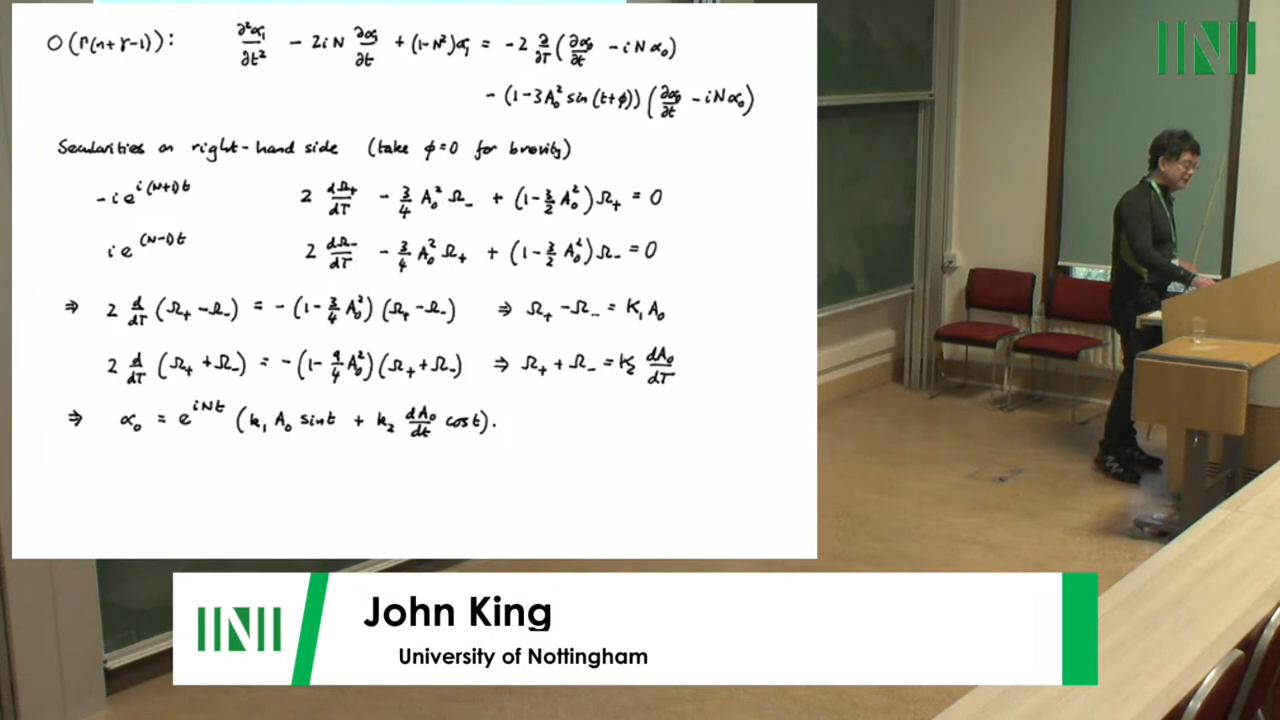 O(Γ(n+γ-1)): ∂²α₁/∂t² - 2iN ∂α₁/∂t + (1-N²)α₁ = -2 ∂/∂T (∂α₀/∂t - iNα₀)
- (1-3A₀² sin(t+φ)) (∂α₀/∂t - iNα₀)
Secularities on right-hand side (take φ=0 for brevity)
-ie^{i(N+1)t} 2 dΩ₊/dT - 3/4 A₀² Ω₋ + (1-3/2 A₀²)Ω₊ = 0
ie^{(N-1)t} 2 dΩ₋/dT - 3/4 A₀² Ω₊ + (1-3/2 A₀²)Ω₋ = 0
⇒ 2 d/dT (Ω₊-Ω₋) = -(1-3/4 A₀²)(Ω₊-Ω₋) ⇒ Ω₊-Ω₋ = K₁A₀
2 d/dT (Ω₊+Ω₋) = -(1-9/4 A₀²)(Ω₊+Ω₋) ⇒ Ω₊+Ω₋ = K₂ dA₀/dT
⇒ α₀ = e^{iNt} (k₁ A₀ sint + k₂ dA₀/dt cost).
John King
University of Nottingham